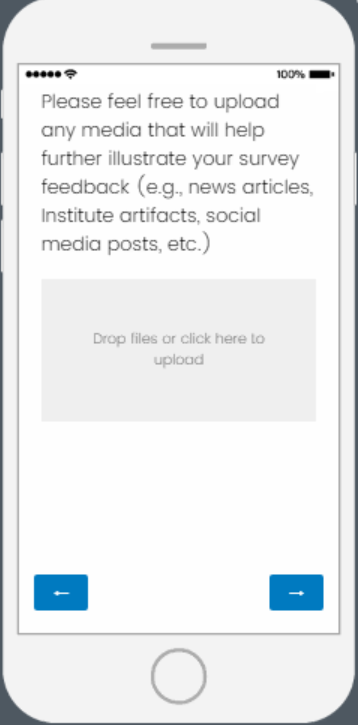 100%
Please feel free to upload
any media that will help
further illustrate your survey
feedback (e.g., news articles,
Institute artifacts, social
media posts, etc.)
Drop files or click here to
upload
← →